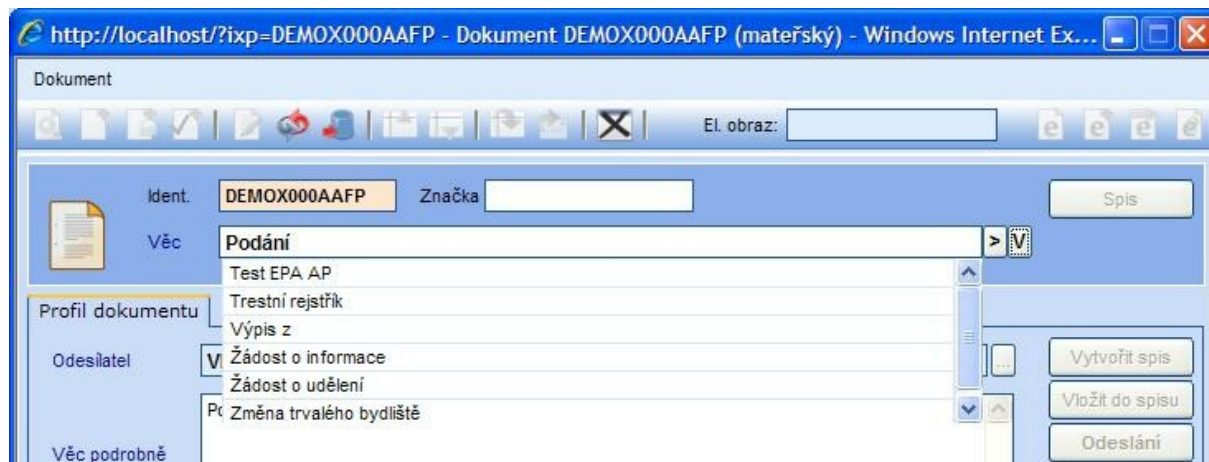 http://localhost/?ixp=DEMOX000AAFP - Dokument DEMOX000AAFP (mateřský) - Windows Internet Ex...
Dokument
El. obraz:
Ident. DEMOX000AAFP Značka Spis
Věc Podání > V
Test EPA AP
Trestní rejstřík
Profil dokumentu
Výpis z
Odesílatel Žádost o informace ... Vytvořit spis
Žádost o udělení
Změna trvalého bydliště Vložit do spisu
Věc podrobně Odeslání